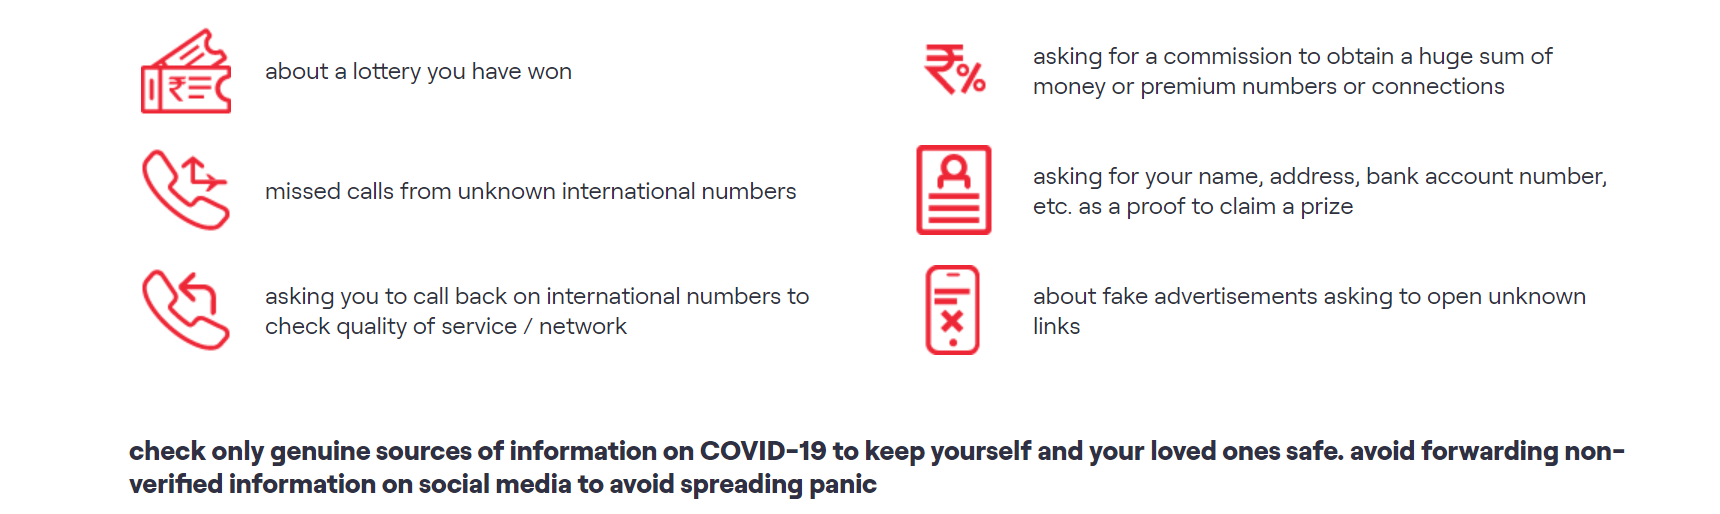 about a lottery you have won
missed calls from unknown international numbers
asking you to call back on international numbers to
check quality of service / network
₹%
asking for a commission to obtain a huge sum of
money or premium numbers or connections
asking for your name, address, bank account number,
etc. as a proof to claim a prize
about fake advertisements asking to open unknown
links
check only genuine sources of information on COVID-19 to keep yourself and your loved ones safe. avoid forwarding non-
verified information on social media to avoid spreading panic